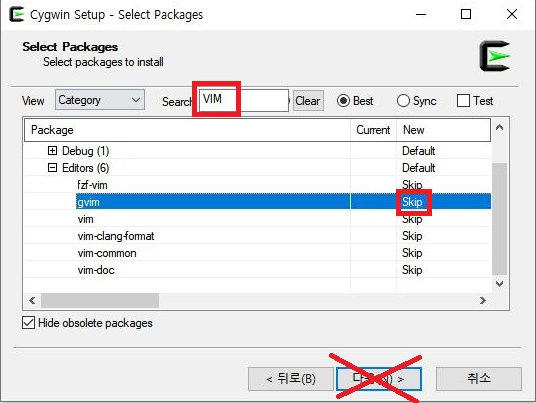 Cygwin Setup - Select Packages
Select Packages
Select packages to install
View Category Search VIM Clear Best Sync Test
Package Current New
Debug (1) Default
Editors (6) Default
fzf-vim Skip
gvim Skip
vim Skip
vim-clang-format Skip
vim-common Skip
vim-doc Skip
Hide obsolete packages
< 뒤로(B) 다음(N) > 취소